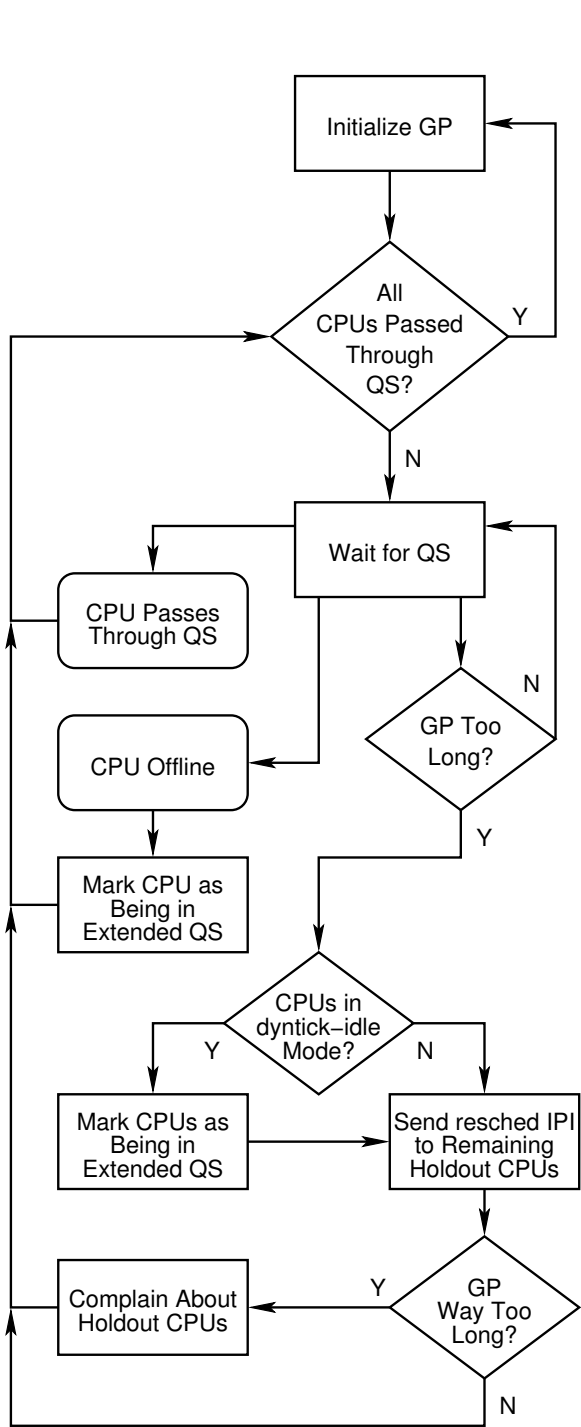 Initialize GP
All
CPUs Passed
Through
QS?
Y
N
Wait for QS
CPU Passes
Through QS
N
GP Too
Long?
CPU Offline
Y
Mark CPU as
Being in
Extended QS
CPUs in
dyntick−idle
Mode?
Y
N
Mark CPUs as
Being in
Extended QS
Send resched IPI
to Remaining
Holdout CPUs
Y
GP
Way Too
Long?
Complain About
Holdout CPUs
N